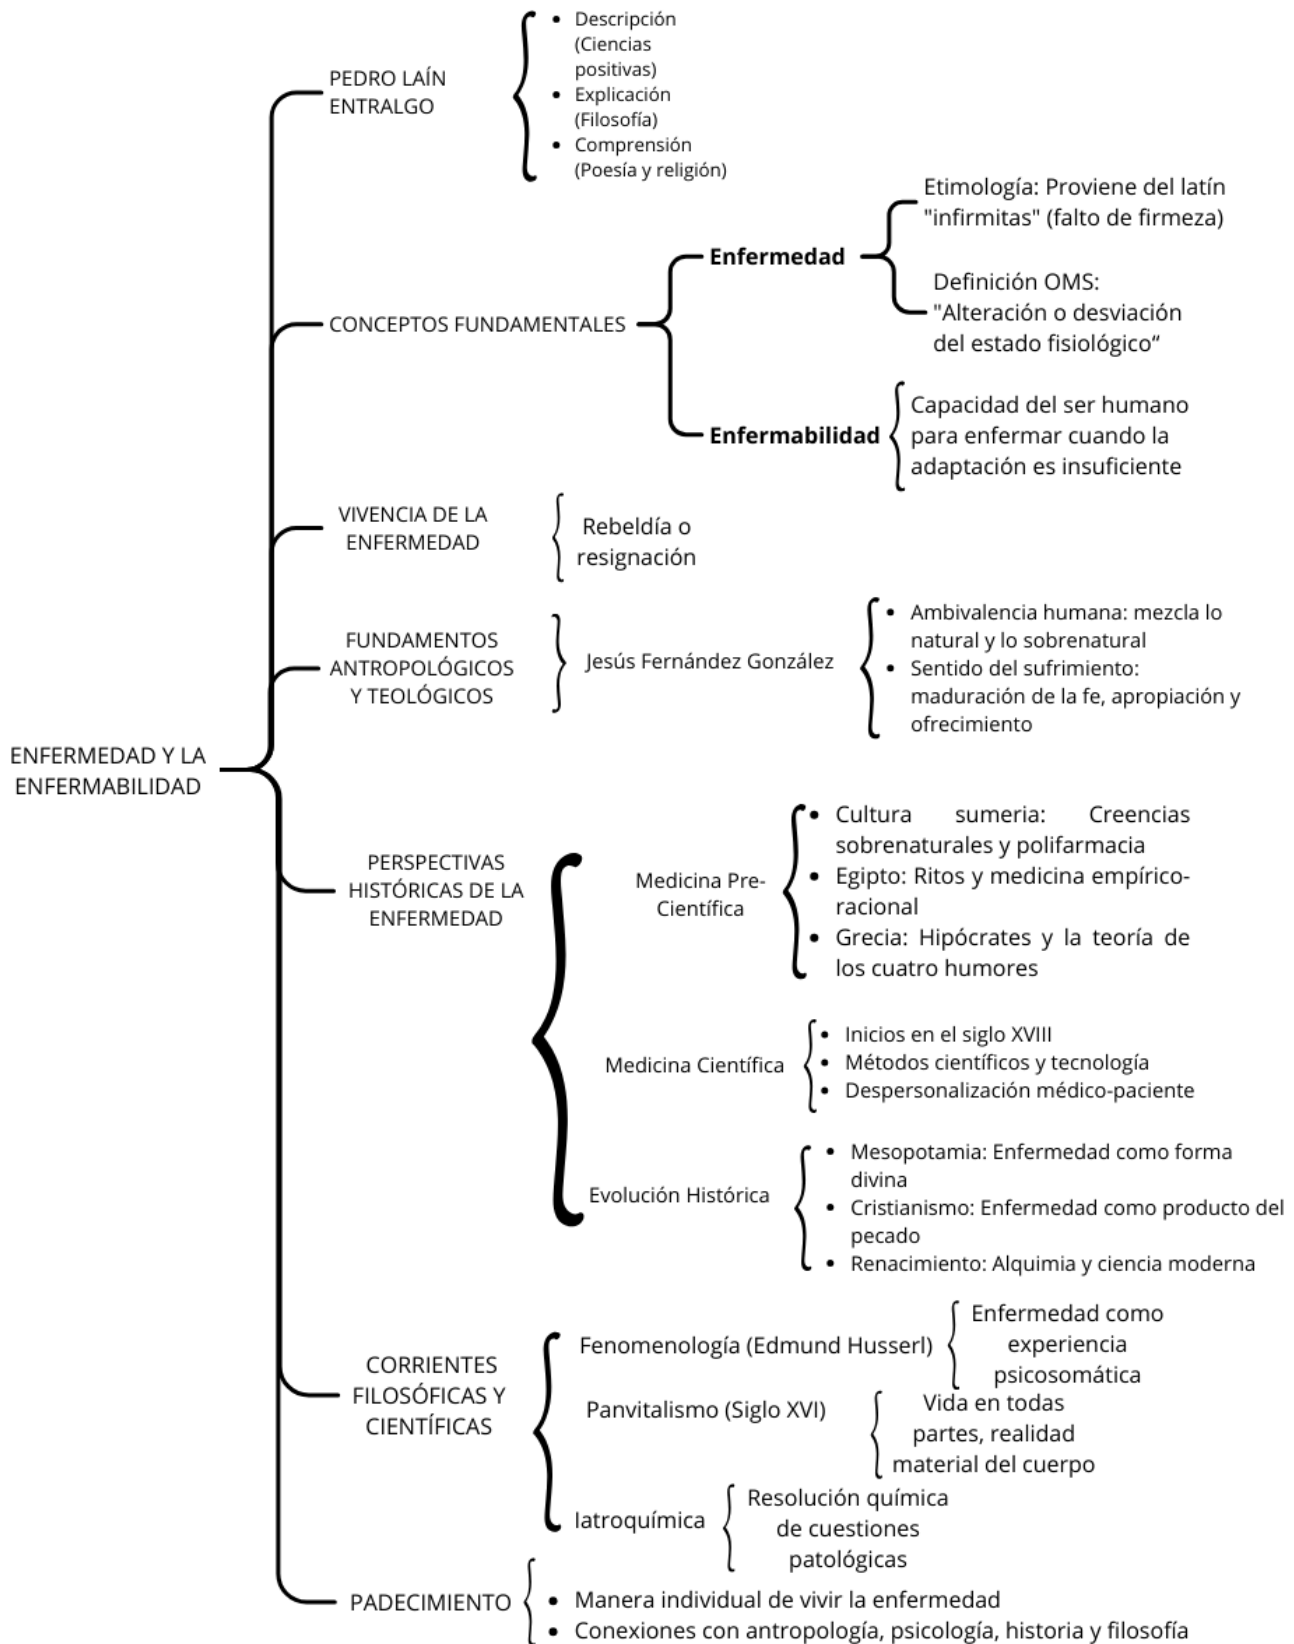 PEDRO LAÍN
ENTRALGO
• Descripción
(Ciencias
positivas)
• Explicación
(Filosofía)
• Comprensión
(Poesía y religión)
CONCEPTOS FUNDAMENTALES
Enfermedad
Etimología: Proviene del latín
"infirmitas" (falto de firmeza)
Definición OMS:
"Alteración o desviación
del estado fisiológico“
Enfermabilidad
Capacidad del ser humano
para enfermar cuando la
adaptación es insuficiente
VIVENCIA DE LA
ENFERMEDAD
Rebeldía o
resignación
FUNDAMENTOS
ANTROPOLÓGICOS
Y TEOLÓGICOS
Jesús Fernández González
• Ambivalencia humana: mezcla lo
natural y lo sobrenatural
• Sentido del sufrimiento:
maduración de la fe, apropiación y
ofrecimiento
ENFERMEDAD Y LA
ENFERMABILIDAD
PERSPECTIVAS
HISTÓRICAS DE LA
ENFERMEDAD
Medicina Pre-
Científica
• Cultura sumeria: Creencias
sobrenaturales y polifarmacia
• Egipto: Ritos y medicina empírico-
racional
• Grecia: Hipócrates y la teoría de
los cuatro humores
Medicina Científica
• Inicios en el siglo XVIII
• Métodos científicos y tecnología
• Despersonalización médico-paciente
Evolución Histórica
• Mesopotamia: Enfermedad como forma
divina
• Cristianismo: Enfermedad como producto del
pecado
• Renacimiento: Alquimia y ciencia moderna
CORRIENTES
FILOSÓFICAS Y
CIENTÍFICAS
Fenomenología (Edmund Husserl)
Enfermedad como
experiencia
psicosomática
Panvitalismo (Siglo XVI)
Vida en todas
partes, realidad
material del cuerpo
Iatroquímica
Resolución química
de cuestiones
patológicas
PADECIMIENTO
• Manera individual de vivir la enfermedad
• Conexiones con antropología, psicología, historia y filosofía